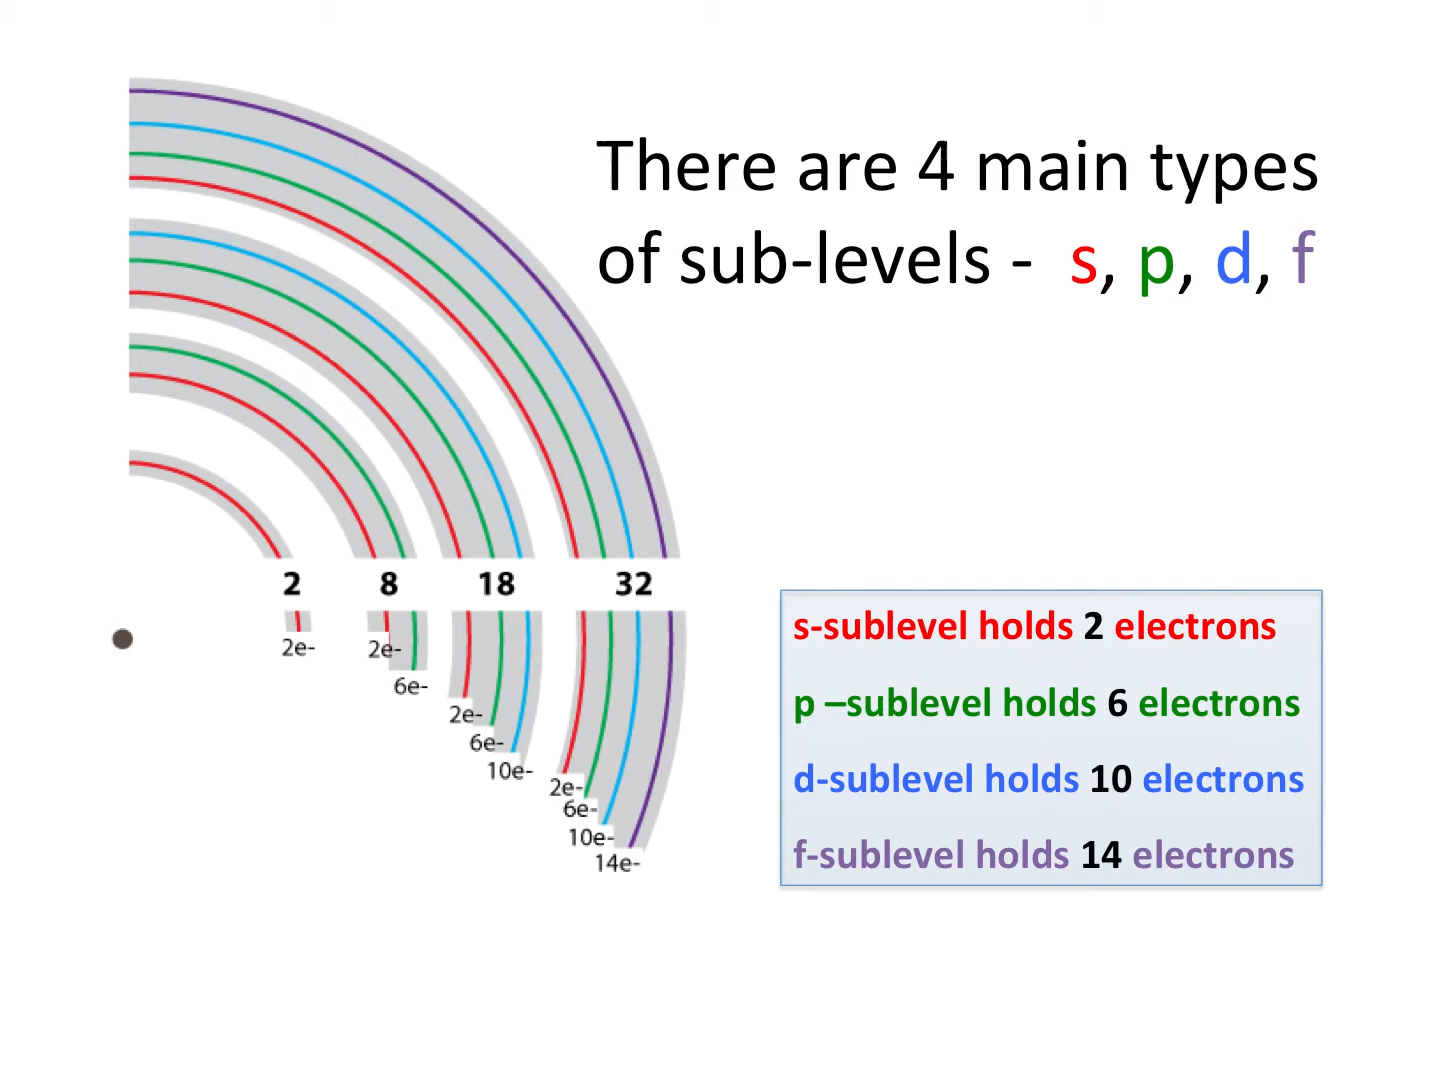 There are 4 main types
of sub-levels - s, p, d, f
2 8 18 32
2e- 2e-
6e-
2e-
6e-
10e-
2e-
6e-
10e-
14e-
s-sublevel holds 2 electrons
p –sublevel holds 6 electrons
d-sublevel holds 10 electrons
f-sublevel holds 14 electrons